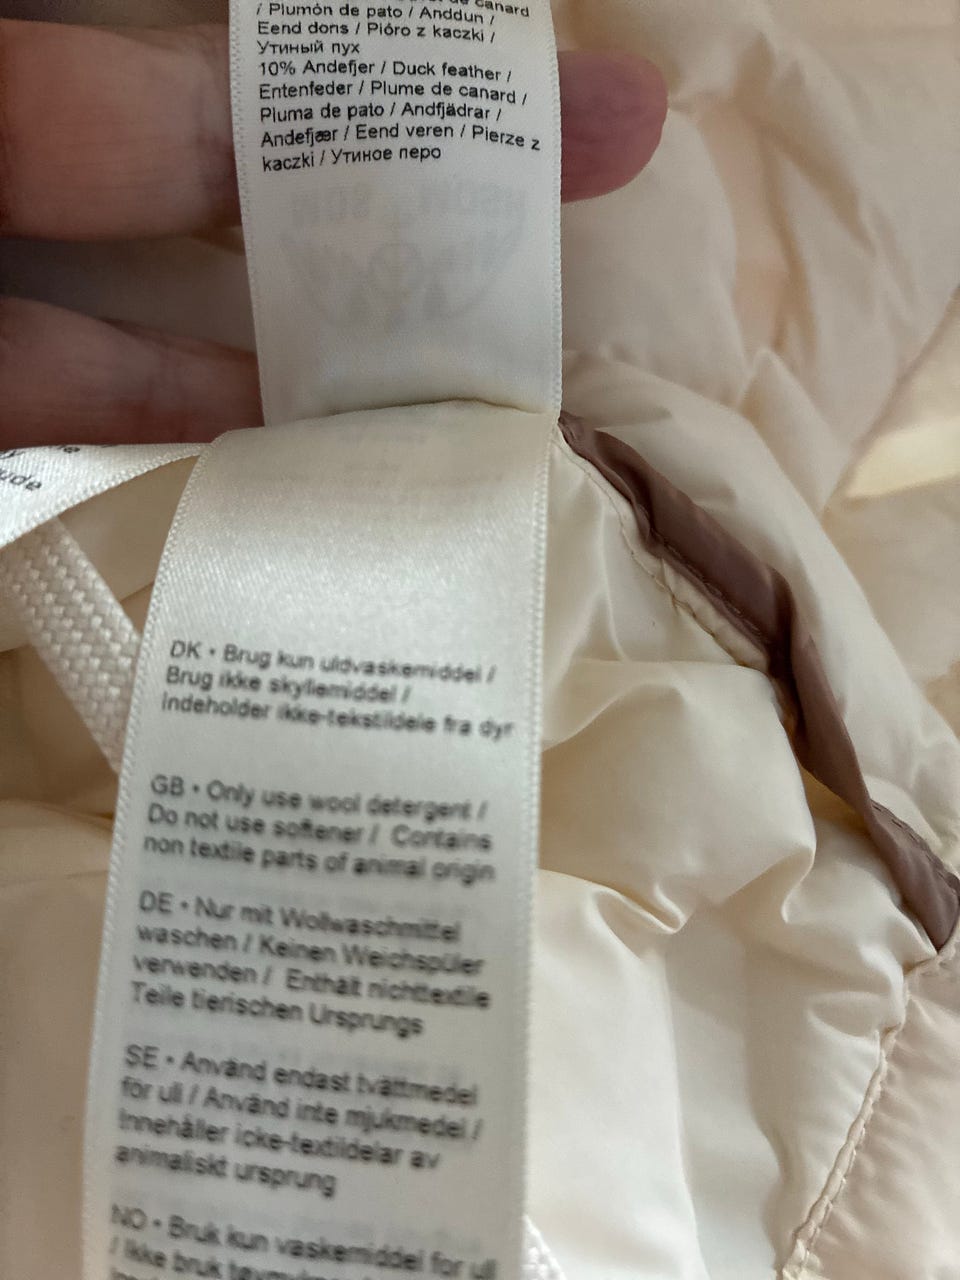 de canard
/ Plumón de pato / Anddun /
Eend dons / Pióro z kaczki /
Утиный пух
10% Andefjer / Duck feather /
Entenfeder / Plume de canard /
Pluma de pato / Andfjädrar /
Andefjær / Eend veren / Pierze z
kaczki / Утиное перо
DK • Brug kun uldvaskemiddel /
Brug ikke skyllemiddel /
Indeholder ikke-tekstildele fra dyr
GB • Only use wool detergent /
Do not use softener / Contains
non textile parts of animal origin
DE • Nur mit Wollwaschmittel
waschen / Keinen Weichspüler
verwenden / Enthält nichttextile
Teile tierischen Ursprungs
SE • Använd endast tvättmedel
för ull / Använd inte mjukmedel /
Innehåller icke-textildelar av
animaliskt ursprung
NO • Bruk kun vaskemiddel for ull
/ Ikke bruk